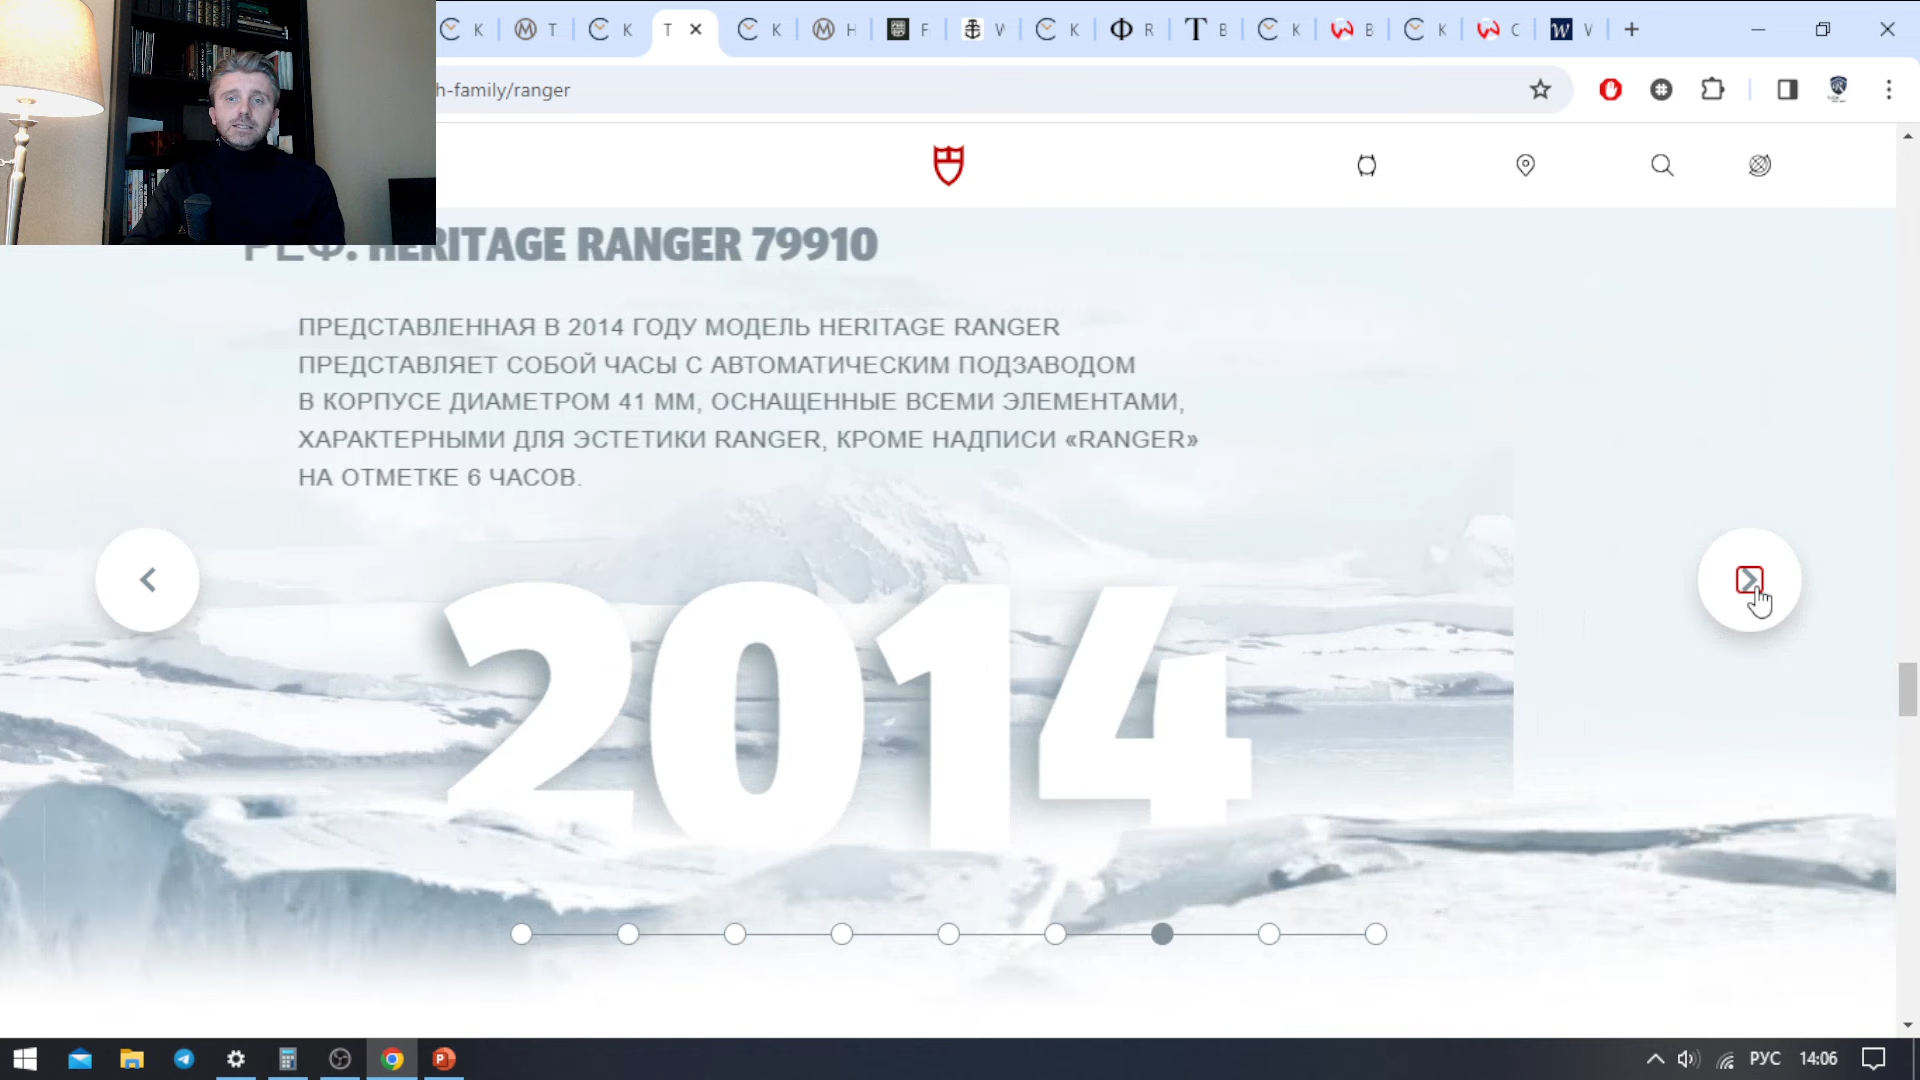 K
T
K
T
K
H
F
V
K
R
B
K
B
K
C
V
h-family/ranger
РЕФ. HERITAGE RANGER 79910
ПРЕДСТАВЛЕННАЯ В 2014 ГОДУ МОДЕЛЬ HERITAGE RANGER
ПРЕДСТАВЛЯЕТ СОБОЙ ЧАСЫ С АВТОМАТИЧЕСКИМ ПОДЗАВОДОМ
В КОРПУСЕ ДИАМЕТРОМ 41 ММ, ОСНАЩЕННЫЕ ВСЕМИ ЭЛЕМЕНТАМИ,
ХАРАКТЕРНЫМИ ДЛЯ ЭСТЕТИКИ RANGER, КРОМЕ НАДПИСИ «RANGER»
НА ОТМЕТКЕ 6 ЧАСОВ.
2014
РУС
14:06